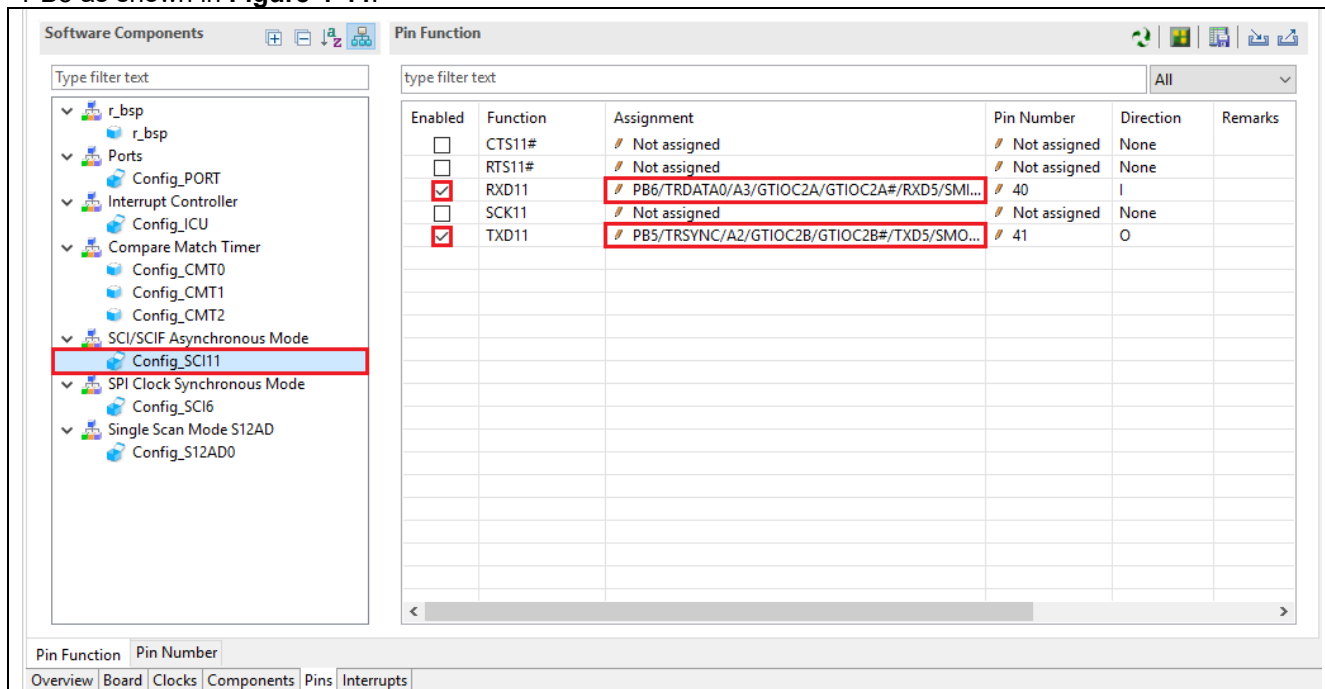 Software Components
Pin Function
Type filter text
type filter text
All
r_bsp
r_bsp
Ports
Config_PORT
Interrupt Controller
Config_ICU
Compare Match Timer
Config_CMT0
Config_CMT1
Config_CMT2
SCI/SCIF Asynchronous Mode
Config_SCI11
SPI Clock Synchronous Mode
Config_SCI6
Single Scan Mode S12AD
Config_S12AD0
Enabled Function Assignment Pin Number Direction Remarks
CTS11# Not assigned Not assigned None
RTS11# Not assigned Not assigned None
RXD11 PB6/TRDATA0/A3/GTIOC2A/GTIOC2A#/RXD5/SMI... 40 I
SCK11 Not assigned Not assigned None
TXD11 PB5/TRSYNC/A2/GTIOC2B/GTIOC2B#/TXD5/SMO... 41 O
Pin Function Pin Number
Overview Board Clocks Components Pins Interrupts